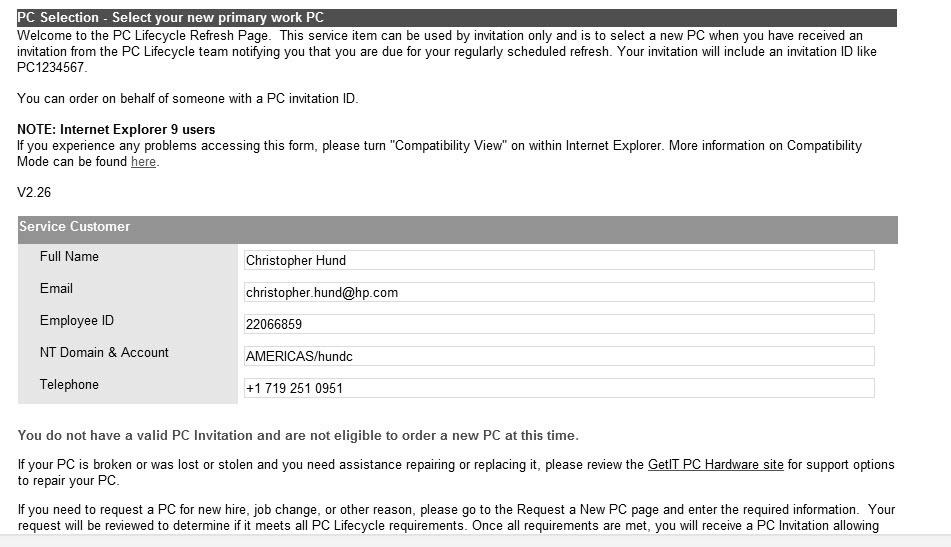 PC Selection - Select your new primary work PC
Welcome to the PC Lifecycle Refresh Page.  This service item can be used by invitation only and is to select a new PC when you have received an
invitation from the PC Lifecycle team notifying you that you are due for your regularly scheduled refresh. Your invitation will include an invitation ID like
PC1234567.
You can order on behalf of someone with a PC invitation ID.
NOTE: Internet Explorer 9 users
If you experience any problems accessing this form, please turn "Compatibility View" on within Internet Explorer. More information on Compatibility
Mode can be found here.
V2.26
Service Customer
Full Name Christopher Hund
Email christopher.hund@hp.com
Employee ID 22066859
NT Domain & Account AMERICAS/hundc
Telephone +1 719 251 0951
You do not have a valid PC Invitation and are not eligible to order a new PC at this time.
If your PC is broken or was lost or stolen and you need assistance repairing or replacing it, please review the GetIT PC Hardware site for support options
to repair your PC.
If you need to request a PC for new hire, job change, or other reason, please go to the Request a New PC page and enter the required information.  Your
request will be reviewed to determine if it meets all PC Lifecycle requirements. Once all requirements are met, you will receive a PC Invitation allowing